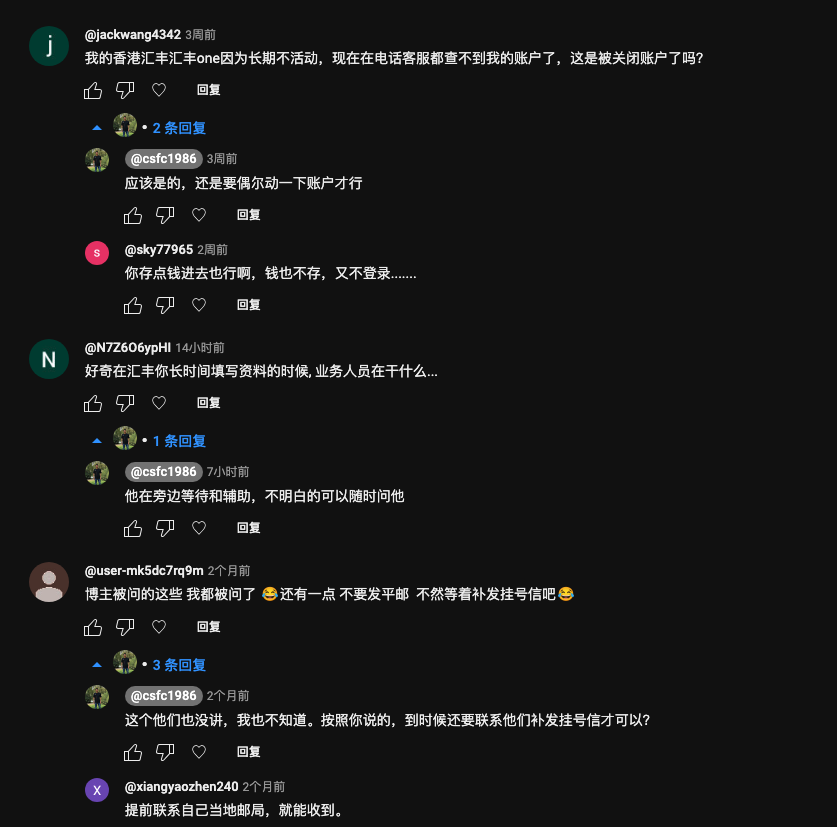 j
@jackwang4342 3周前
我的香港汇丰汇丰one因为长期不活动，现在在电话客服都查不到我的账户了，这是被关闭账户了吗?
回复
• 2 条回复
@csfc1986 3周前
应该是的，还是要偶尔动一下账户才行
回复
s
@sky77965 2周前
你存点钱进去也行啊，钱也不存，又不登录.......
回复
N
@N7Z6O6ypHI 14小时前
好奇在汇丰你长时间填写资料的时候, 业务人员在干什么...
回复
• 1 条回复
@csfc1986 7小时前
他在旁边等待和辅助，不明白的可以随时问他
回复
@user-mk5dc7rq9m 2个月前
博主被问的这些 我都被问了 😂还有一点 不要发平邮 不然等着补发挂号信吧😂
回复
• 3 条回复
@csfc1986 2个月前
这个他们也没讲，我也不知道。按照你说的，到时候还要联系他们补发挂号信才可以?
回复
X
@xiangyaozhen240 2个月前
提前联系自己当地邮局，就能收到。